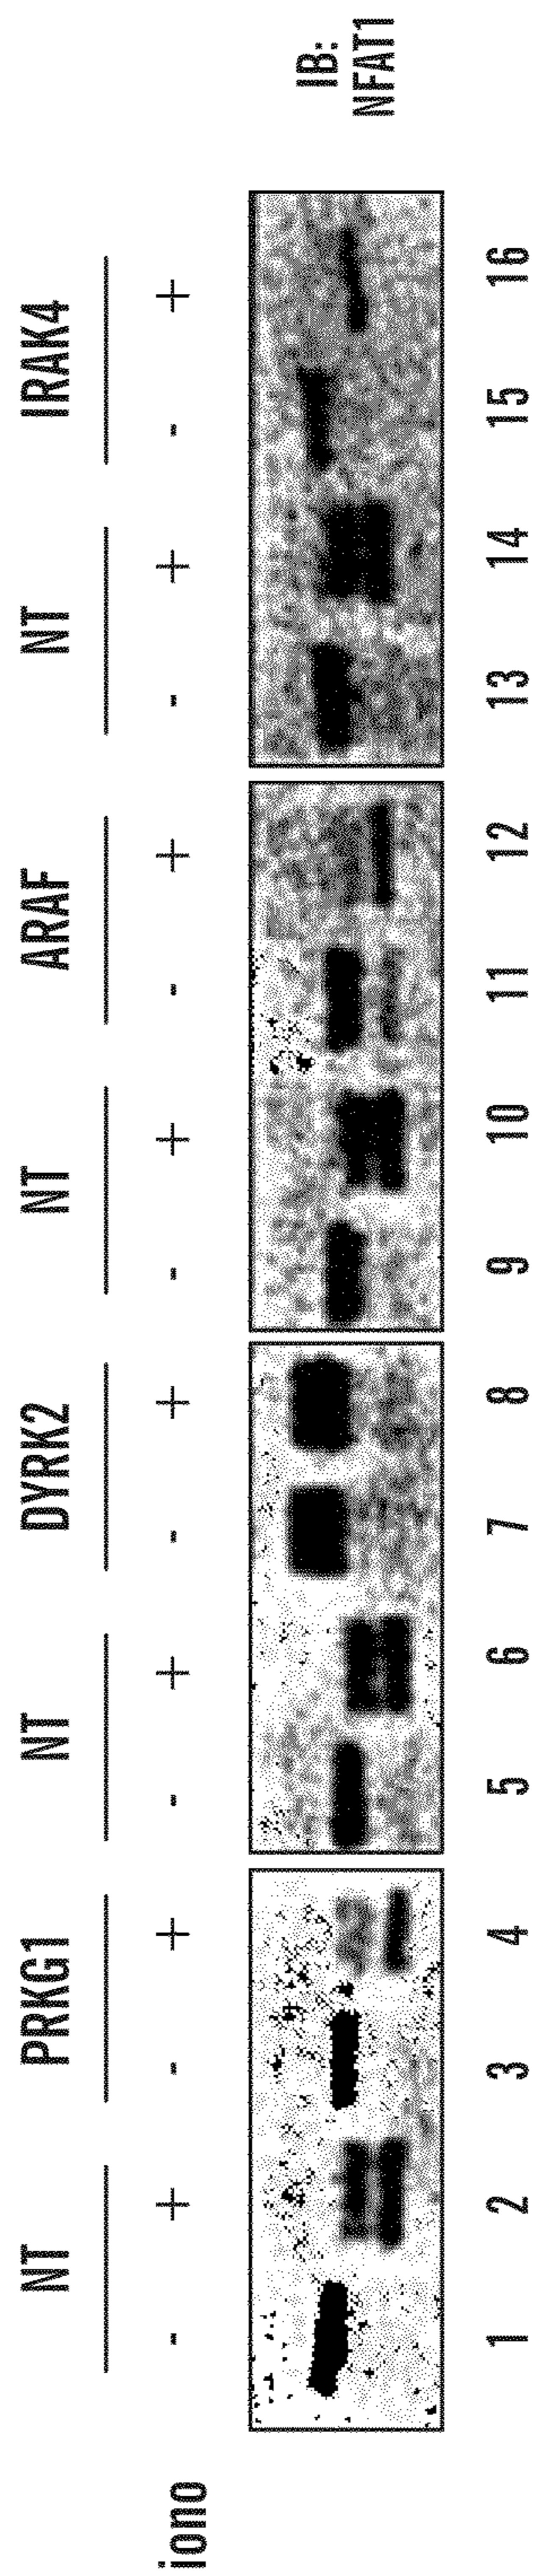 NT PRKG1 NT DYRK2 NT ARAF NT IRAK4
iono - + - + - + - + - + - + - + - +
IB:
NFAT1
1 2 3 4 5 6 7 8 9 10 11 12 13 14 15 16